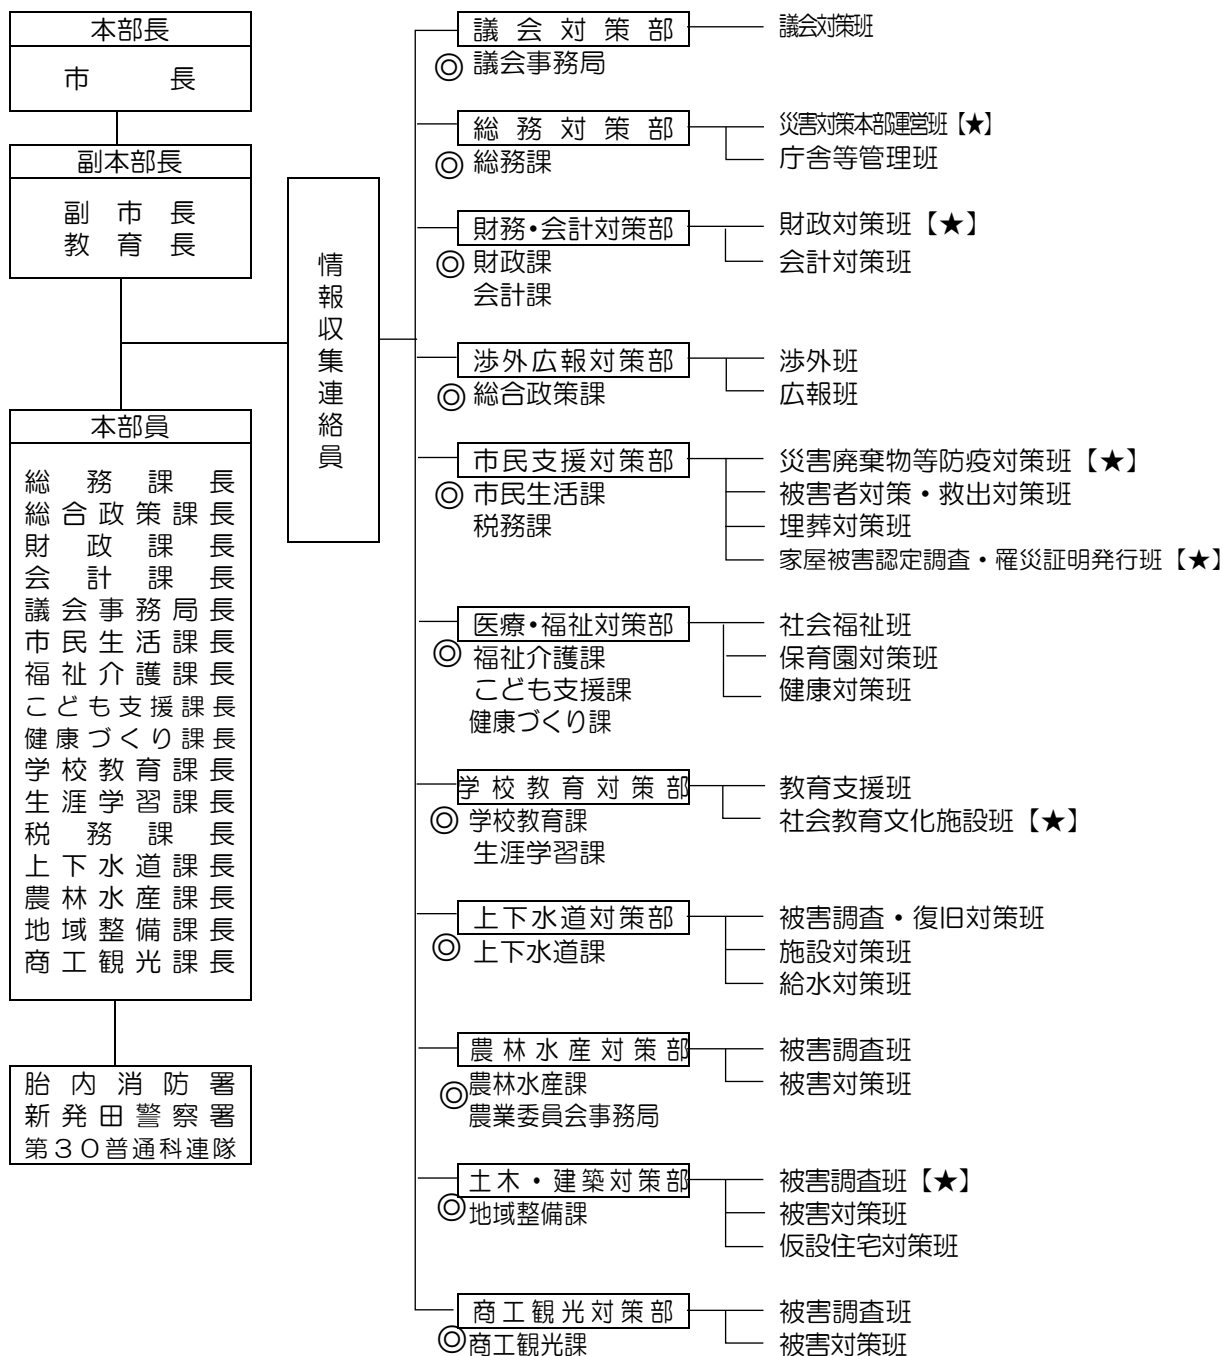 本部長
市長
副本部長
副市長
教育長
情報収集連絡員
本部員
総務課長
総合政策課長
財政課長
会計課長
議会事務局長
市民生活課長
福祉介護課長
こども支援課長
健康づくり課長
学校教育課長
生涯学習課長
税務課長
上下水道課長
農林水産課長
地域整備課長
商工観光課長
胎内消防署
新発田警察署
第30普通科連隊
議会対策部
◎議会事務局
議会対策班
総務対策部
◎総務課
災害対策本部運営班【★】
庁舎等管理班
財務・会計対策部
◎財政課
会計課
財政対策班【★】
会計対策班
渉外広報対策部
◎総合政策課
渉外班
広報班
市民支援対策部
◎市民生活課
税務課
災害廃棄物等防疫対策班【★】
被害者対策・救出対策班
埋葬対策班
家屋被害認定調査・罹災証明発行班【★】
医療・福祉対策部
◎福祉介護課
こども支援課
健康づくり課
社会福祉班
保育園対策班
健康対策班
学校教育対策部
◎学校教育課
生涯学習課
教育支援班
社会教育文化施設班【★】
上下水道対策部
◎上下水道課
被害調査・復旧対策班
施設対策班
給水対策班
農林水産対策部
◎農林水産課
農業委員会事務局
被害調査班
被害対策班
土木・建築対策部
◎地域整備課
被害調査班【★】
被害対策班
仮設住宅対策班
商工観光対策部
◎商工観光課
被害調査班
被害対策班